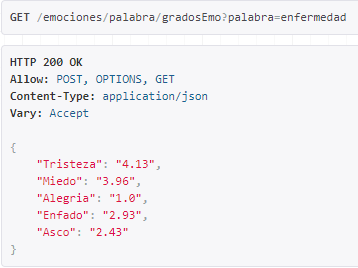 GET /emociones/palabra/gradosEmo?palabra=enfermedad
HTTP 200 OK
Allow: POST, OPTIONS, GET
Content-Type: application/json
Vary: Accept
{
"Tristeza": "4.13",
"Miedo": "3.96",
"Alegria": "1.0",
"Enfado": "2.93",
"Asco": "2.43"
}